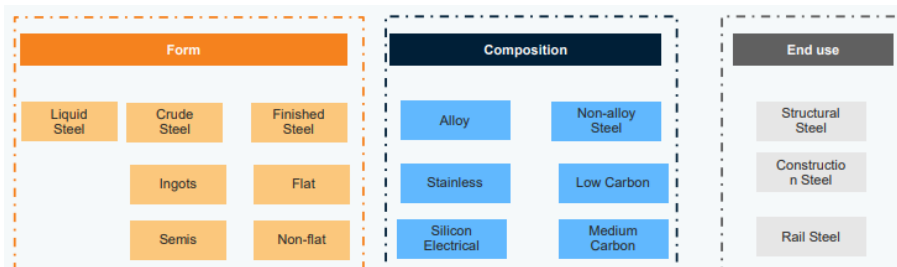 Form
Composition
End use
Liquid
Steel
Crude
Steel
Finished
Steel
Alloy
Non-alloy
Steel
Structural
Steel
Ingots
Flat
Stainless
Low Carbon
Constructio
n Steel
Semis
Non-flat
Silicon
Electrical
Medium
Carbon
Rail Steel